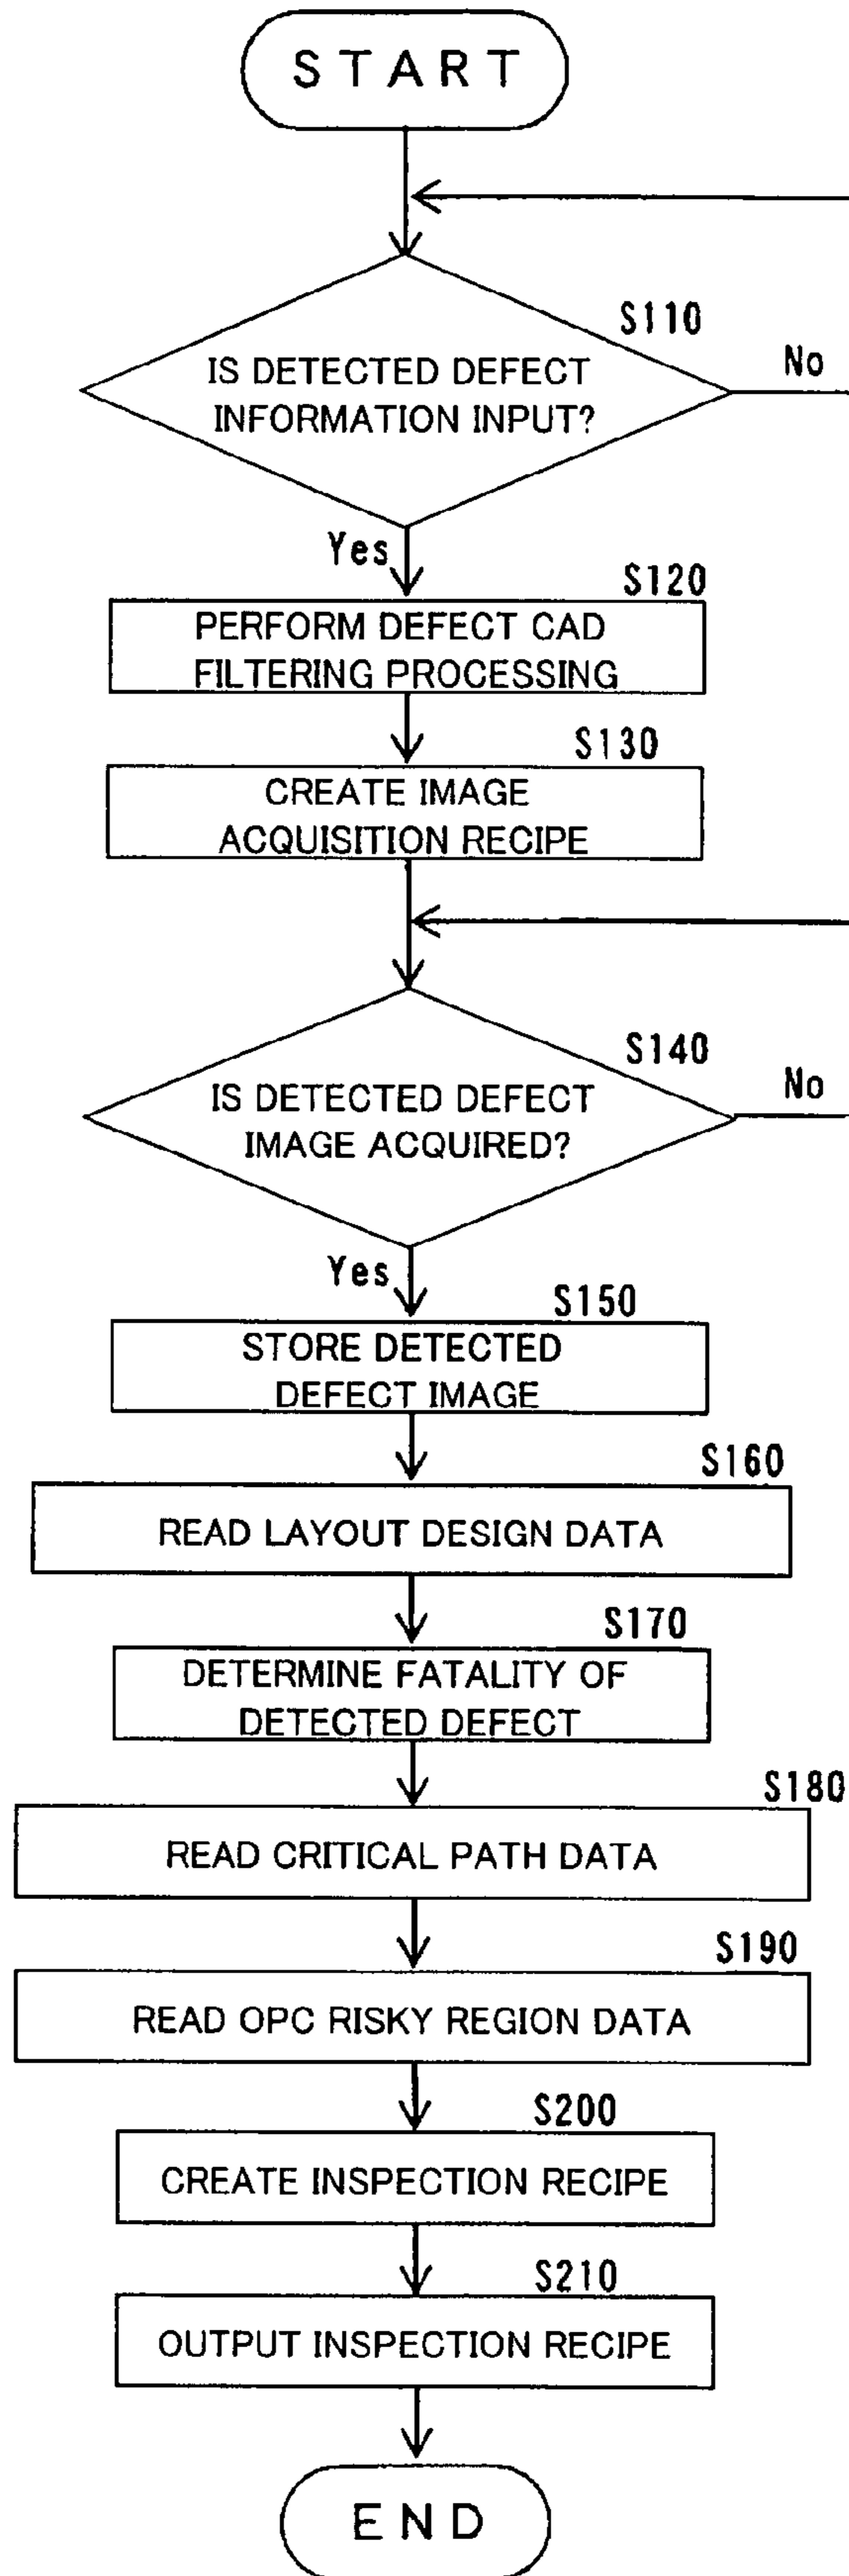 START
S110
IS DETECTED DEFECT
INFORMATION INPUT?
No
Yes
S120
PERFORM DEFECT CAD
FILTERING PROCESSING
S130
CREATE IMAGE
ACQUISITION RECIPE
S140
IS DETECTED DEFECT
IMAGE ACQUIRED?
No
Yes
S150
STORE DETECTED
DEFECT IMAGE
S160
READ LAYOUT DESIGN DATA
S170
DETERMINE FATALITY OF
DETECTED DEFECT
S180
READ CRITICAL PATH DATA
S190
READ OPC RISKY REGION DATA
S200
CREATE INSPECTION RECIPE
S210
OUTPUT INSPECTION RECIPE
END